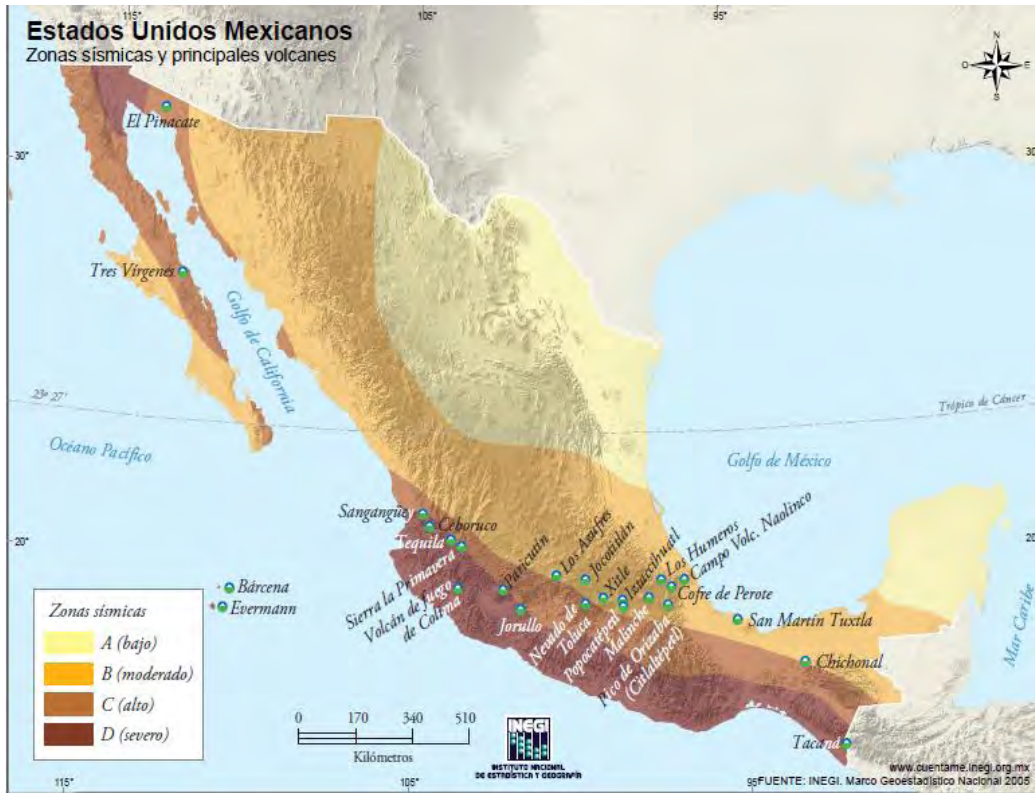 115°
105°
95°
Estados Unidos Mexicanos
Zonas sísmicas y principales volcanes
N
O
E
S
El Pinacate
30°
30
Tres Vírgenes
Golfo de California
23° 27'
Trópico de Cáncer
Océano Pacífico
Golfo de México
Sangangüey
Ceboruco
Tequila
Sierra la Primavera
Volcán de fuego
de Colima
Paricutín
Jorullo
Los Azufres
Jocotitlán
Xitle
Iztaccíhuatl
Los Humeros
Campo Volc. Naolinco
Cofre de Perote
20°
20
Nevado de
Toluca
Popocatépetl
Malinche
Pico de Orizaba
(Citlaltépetl)
San Martín Tuxtla
Bárcena
Evermann
Chichonal
Tacaná
Mar Caribe
Zonas sísmicas
A (bajo)
B (moderado)
C (alto)
D (severo)
0 170 340 510
Kilómetros
INEGI
INSTITUTO NACIONAL
DE ESTADÍSTICA Y GEOGRAFÍA
www.cuentame.inegi.org.mx
115°
105°
95
FUENTE: INEGI. Marco Geoestadístico Nacional 2005